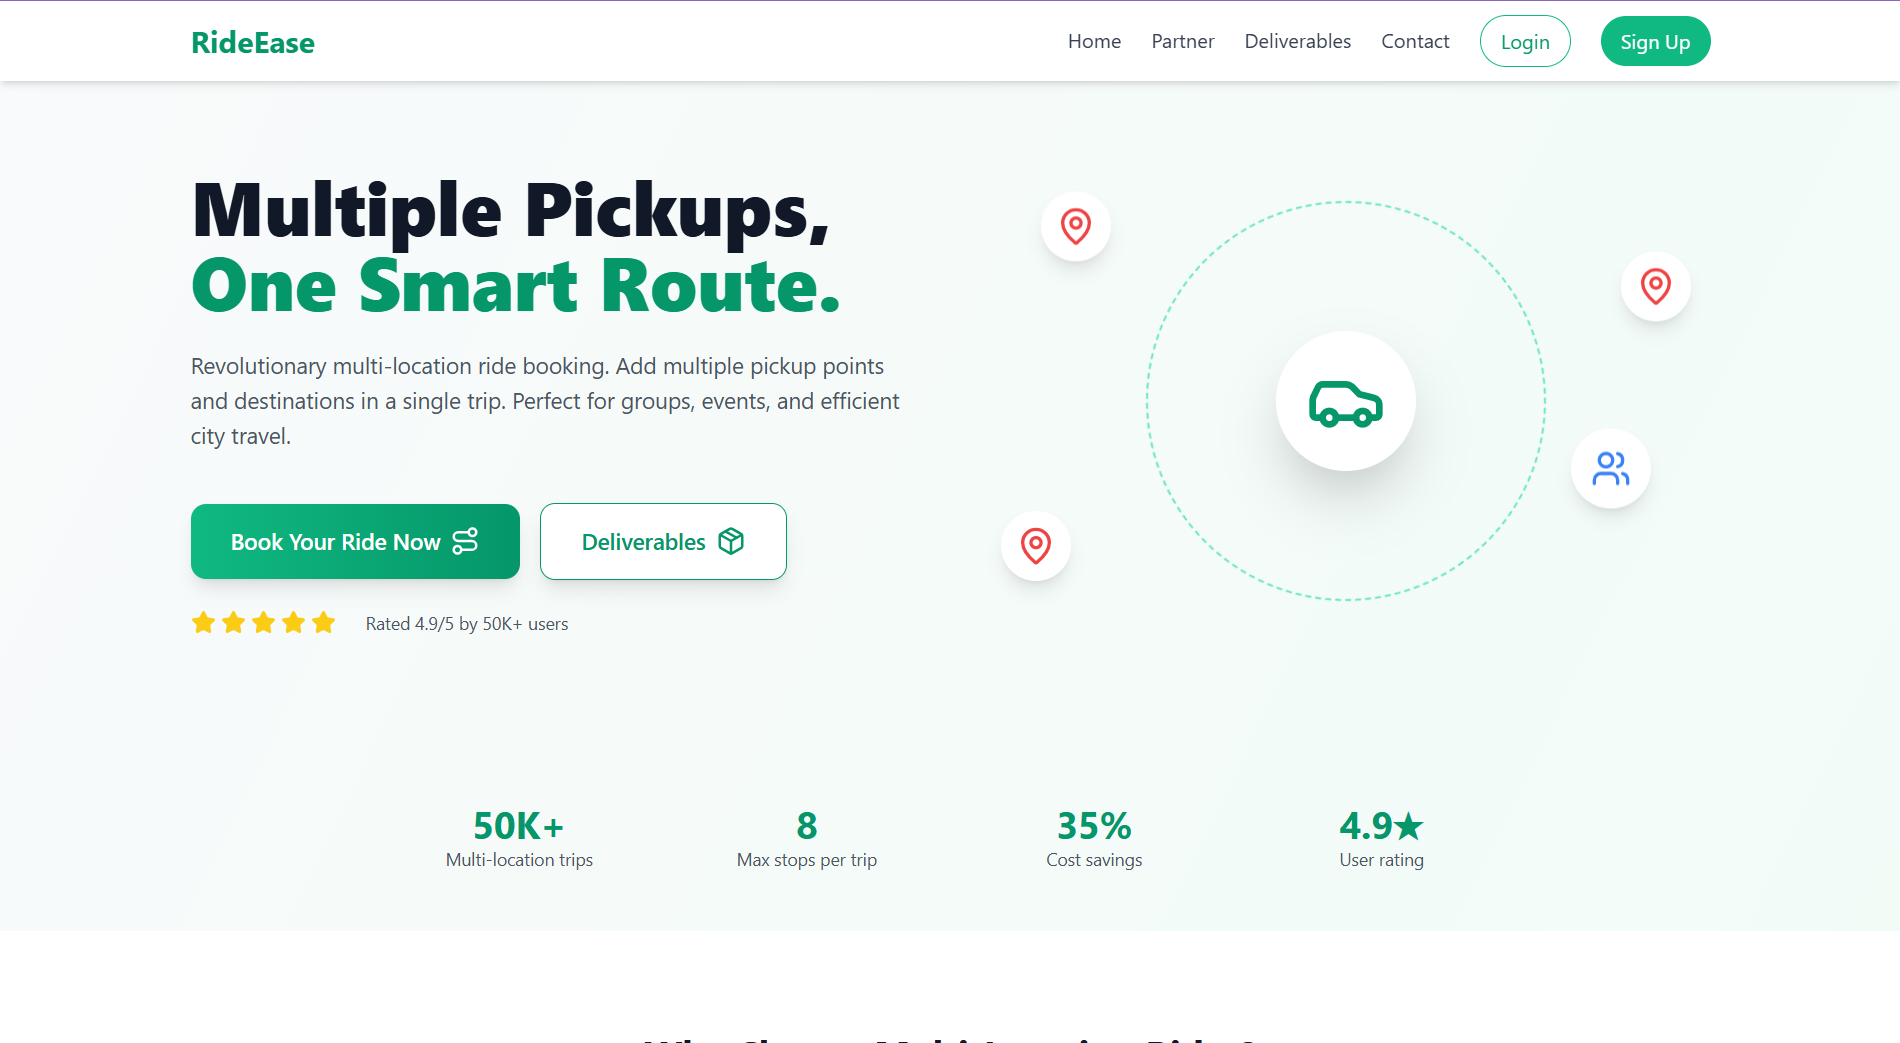 RideEase
Home Partner Deliverables Contact Login Sign Up
Multiple Pickups,
One Smart Route.
Revolutionary multi-location ride booking. Add multiple pickup points
and destinations in a single trip. Perfect for groups, events, and efficient
city travel.
Book Your Ride Now Deliverables
Rated 4.9/5 by 50K+ users
50K+ 8 35% 4.9★
Multi-location trips Max stops per trip Cost savings User rating